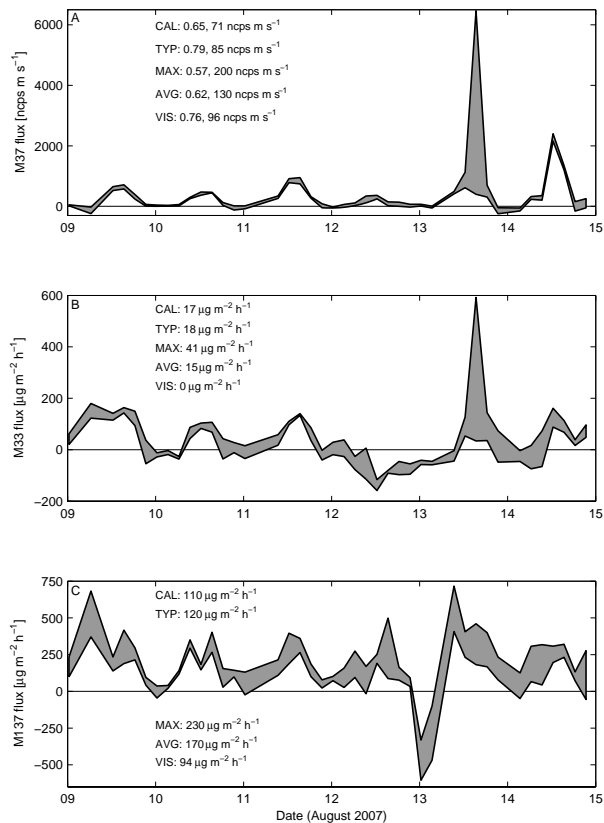 A
CAL: 0.65, 71 ncps m s⁻¹
TYP: 0.79, 85 ncps m s⁻¹
MAX: 0.57, 200 ncps m s⁻¹
AVG: 0.62, 130 ncps m s⁻¹
VIS: 0.76, 96 ncps m s⁻¹
M37 flux [ncps m s⁻¹]
6000
4000
2000
0
09 10 11 12 13 14 15
B
CAL: 17 µg m⁻² h⁻¹
TYP: 18 µg m⁻² h⁻¹
MAX: 41 µg m⁻² h⁻¹
AVG: 15 µg m⁻² h⁻¹
VIS: 0 µg m⁻² h⁻¹
M33 flux [µg m⁻² h⁻¹]
600
400
200
0
−200
09 10 11 12 13 14 15
C
CAL: 110 µg m⁻² h⁻¹
TYP: 120 µg m⁻² h⁻¹
MAX: 230 µg m⁻² h⁻¹
AVG: 170 µg m⁻² h⁻¹
VIS: 94 µg m⁻² h⁻¹
M137 flux [µg m⁻² h⁻¹]
750
500
250
0
−250
−500
09 10 11 12 13 14 15
Date (August 2007)